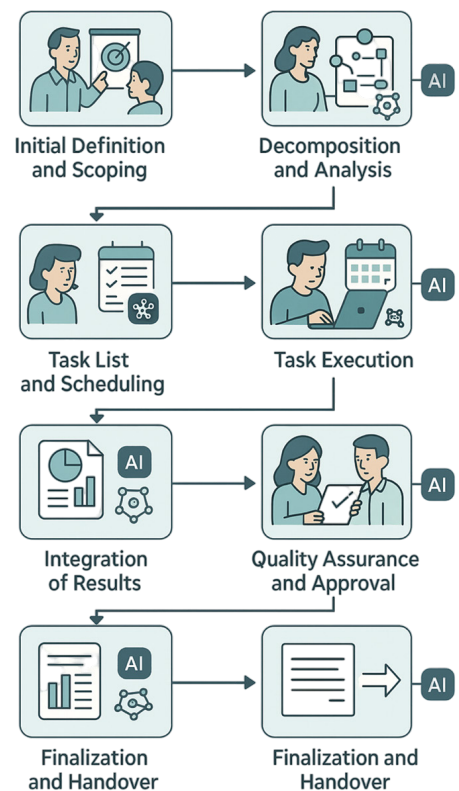 AI
Initial Definition
and Scoping
Decomposition
and Analysis
AI
Task List
and Scheduling
Task Execution
AI
AI
Integration
of Results
Quality Assurance
and Approval
AI
AI
Finalization
and Handover
Finalization and
Handover